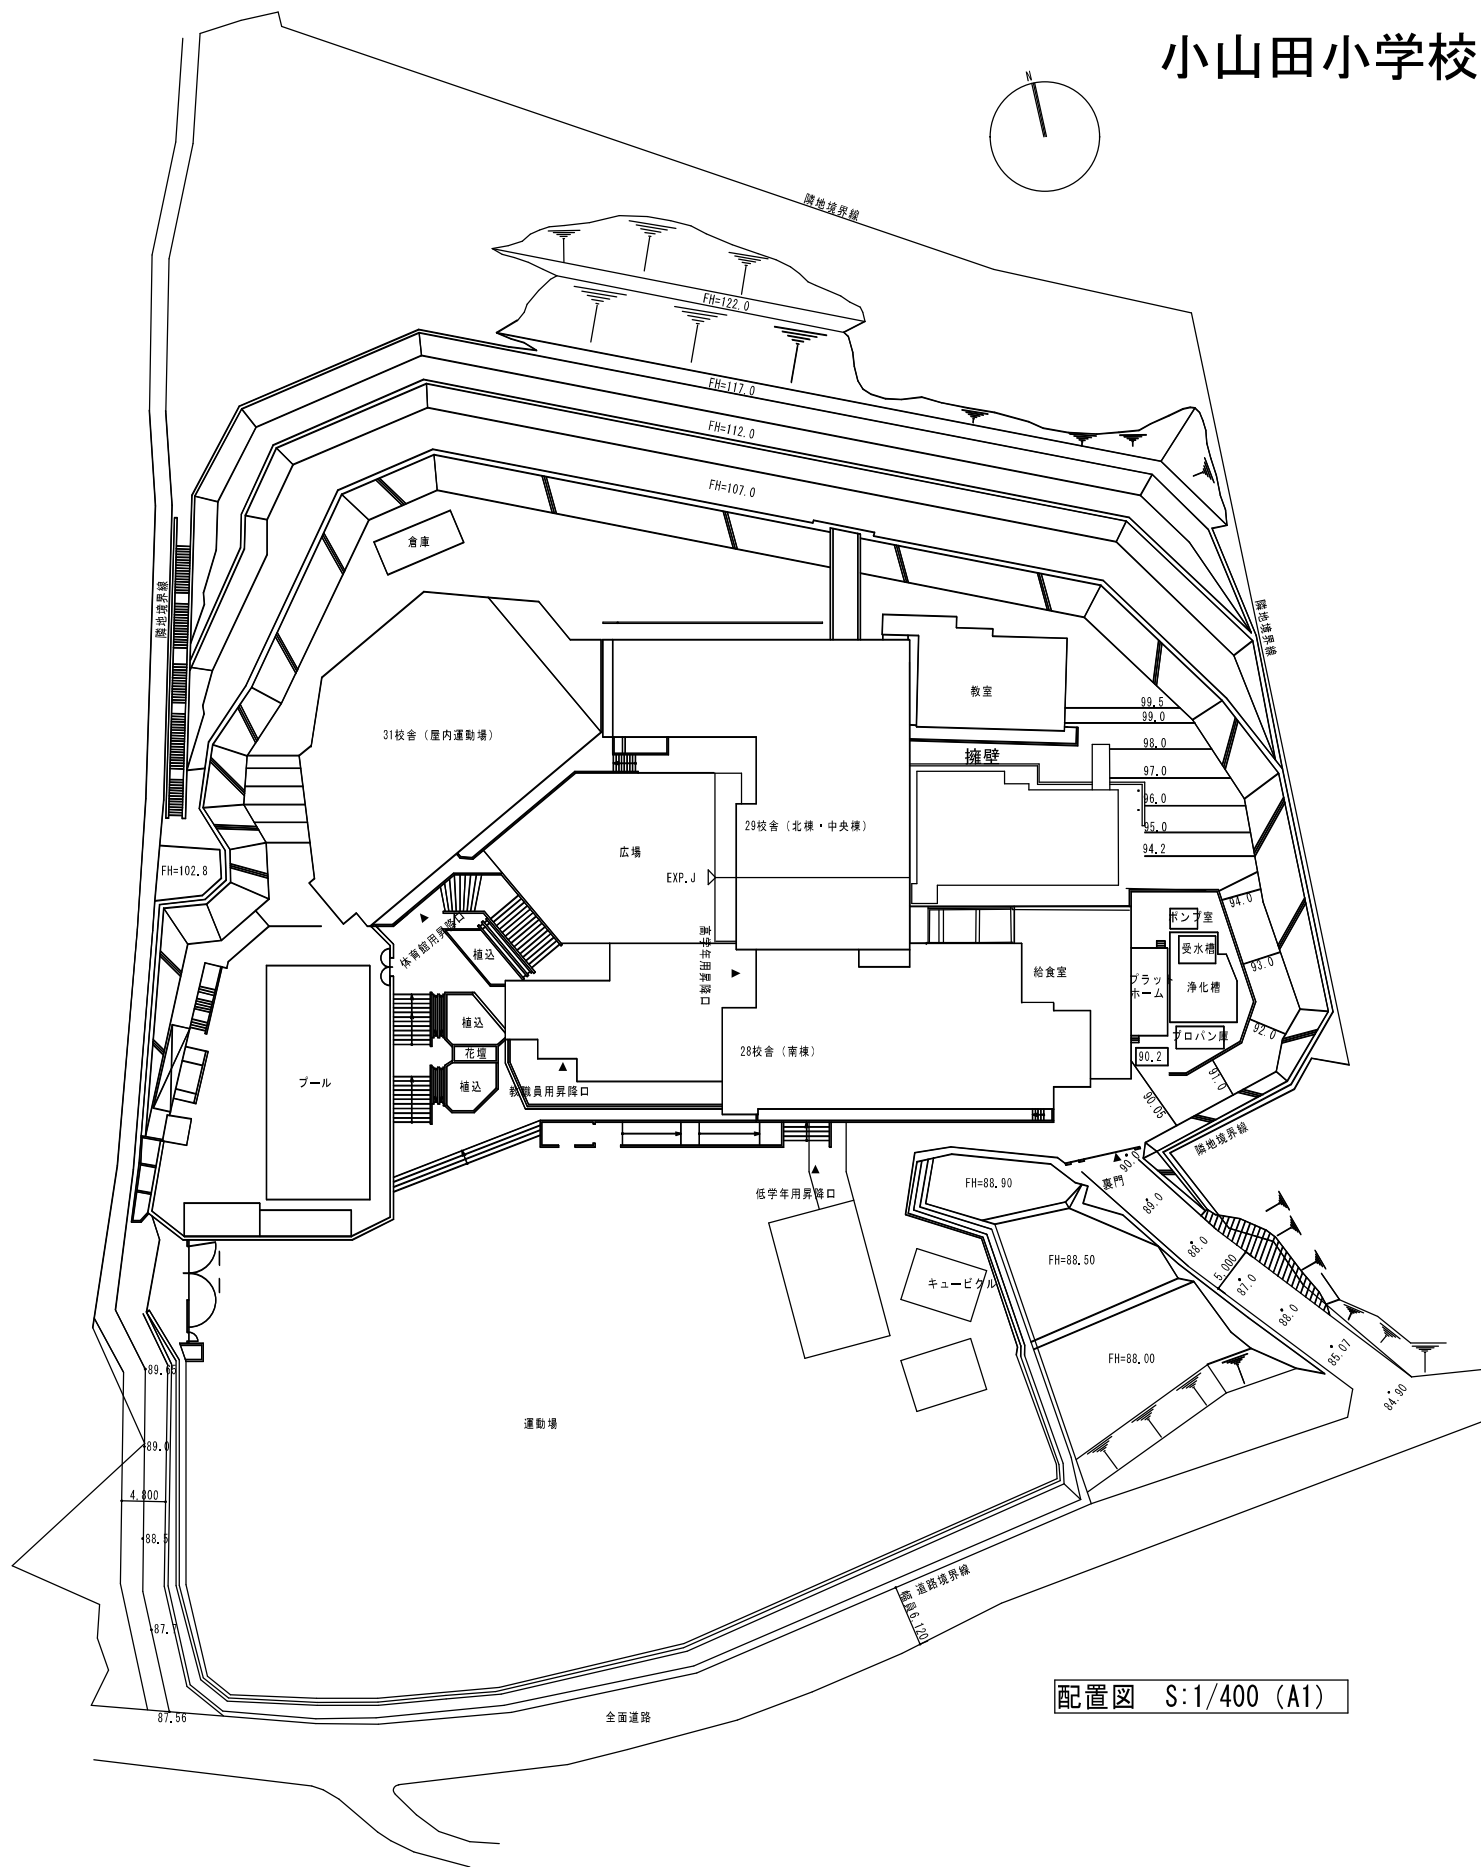 小山田小学校
N
隣地境界線
FH=122.0
FH=117.0
FH=112.0
FH=107.0
倉庫
隣地境界線
隣地境界線
教室
99.5
99.0
31校舎（屋内運動場）
擁壁
98.0
97.0
96.0
95.0
94.2
29校舎（北棟・中央棟）
広場
EXP.J
FH=102.8
94.0
ポンプ室
体育館用昇降口
高学年用昇降口
植込
受水槽
給食室
93.0
プラットホーム
浄化槽
植込
92.0
プロパン庫
花壇
28校舎（南棟）
90.2
プール
植込
教職員用昇降口
91.0
90.05
隣地境界線
90.0
裏門
FH=88.90
低学年用昇降口
89.0
88.0
FH=88.50
5,000
キュービクル
87.0
88.0
85.07
FH=88.00
89.65
84.90
運動場
89.0
4,800
88.5
道路境界線
幅員6,120
87.7
87.56
全面道路
配置図 S:1/400 (A1)